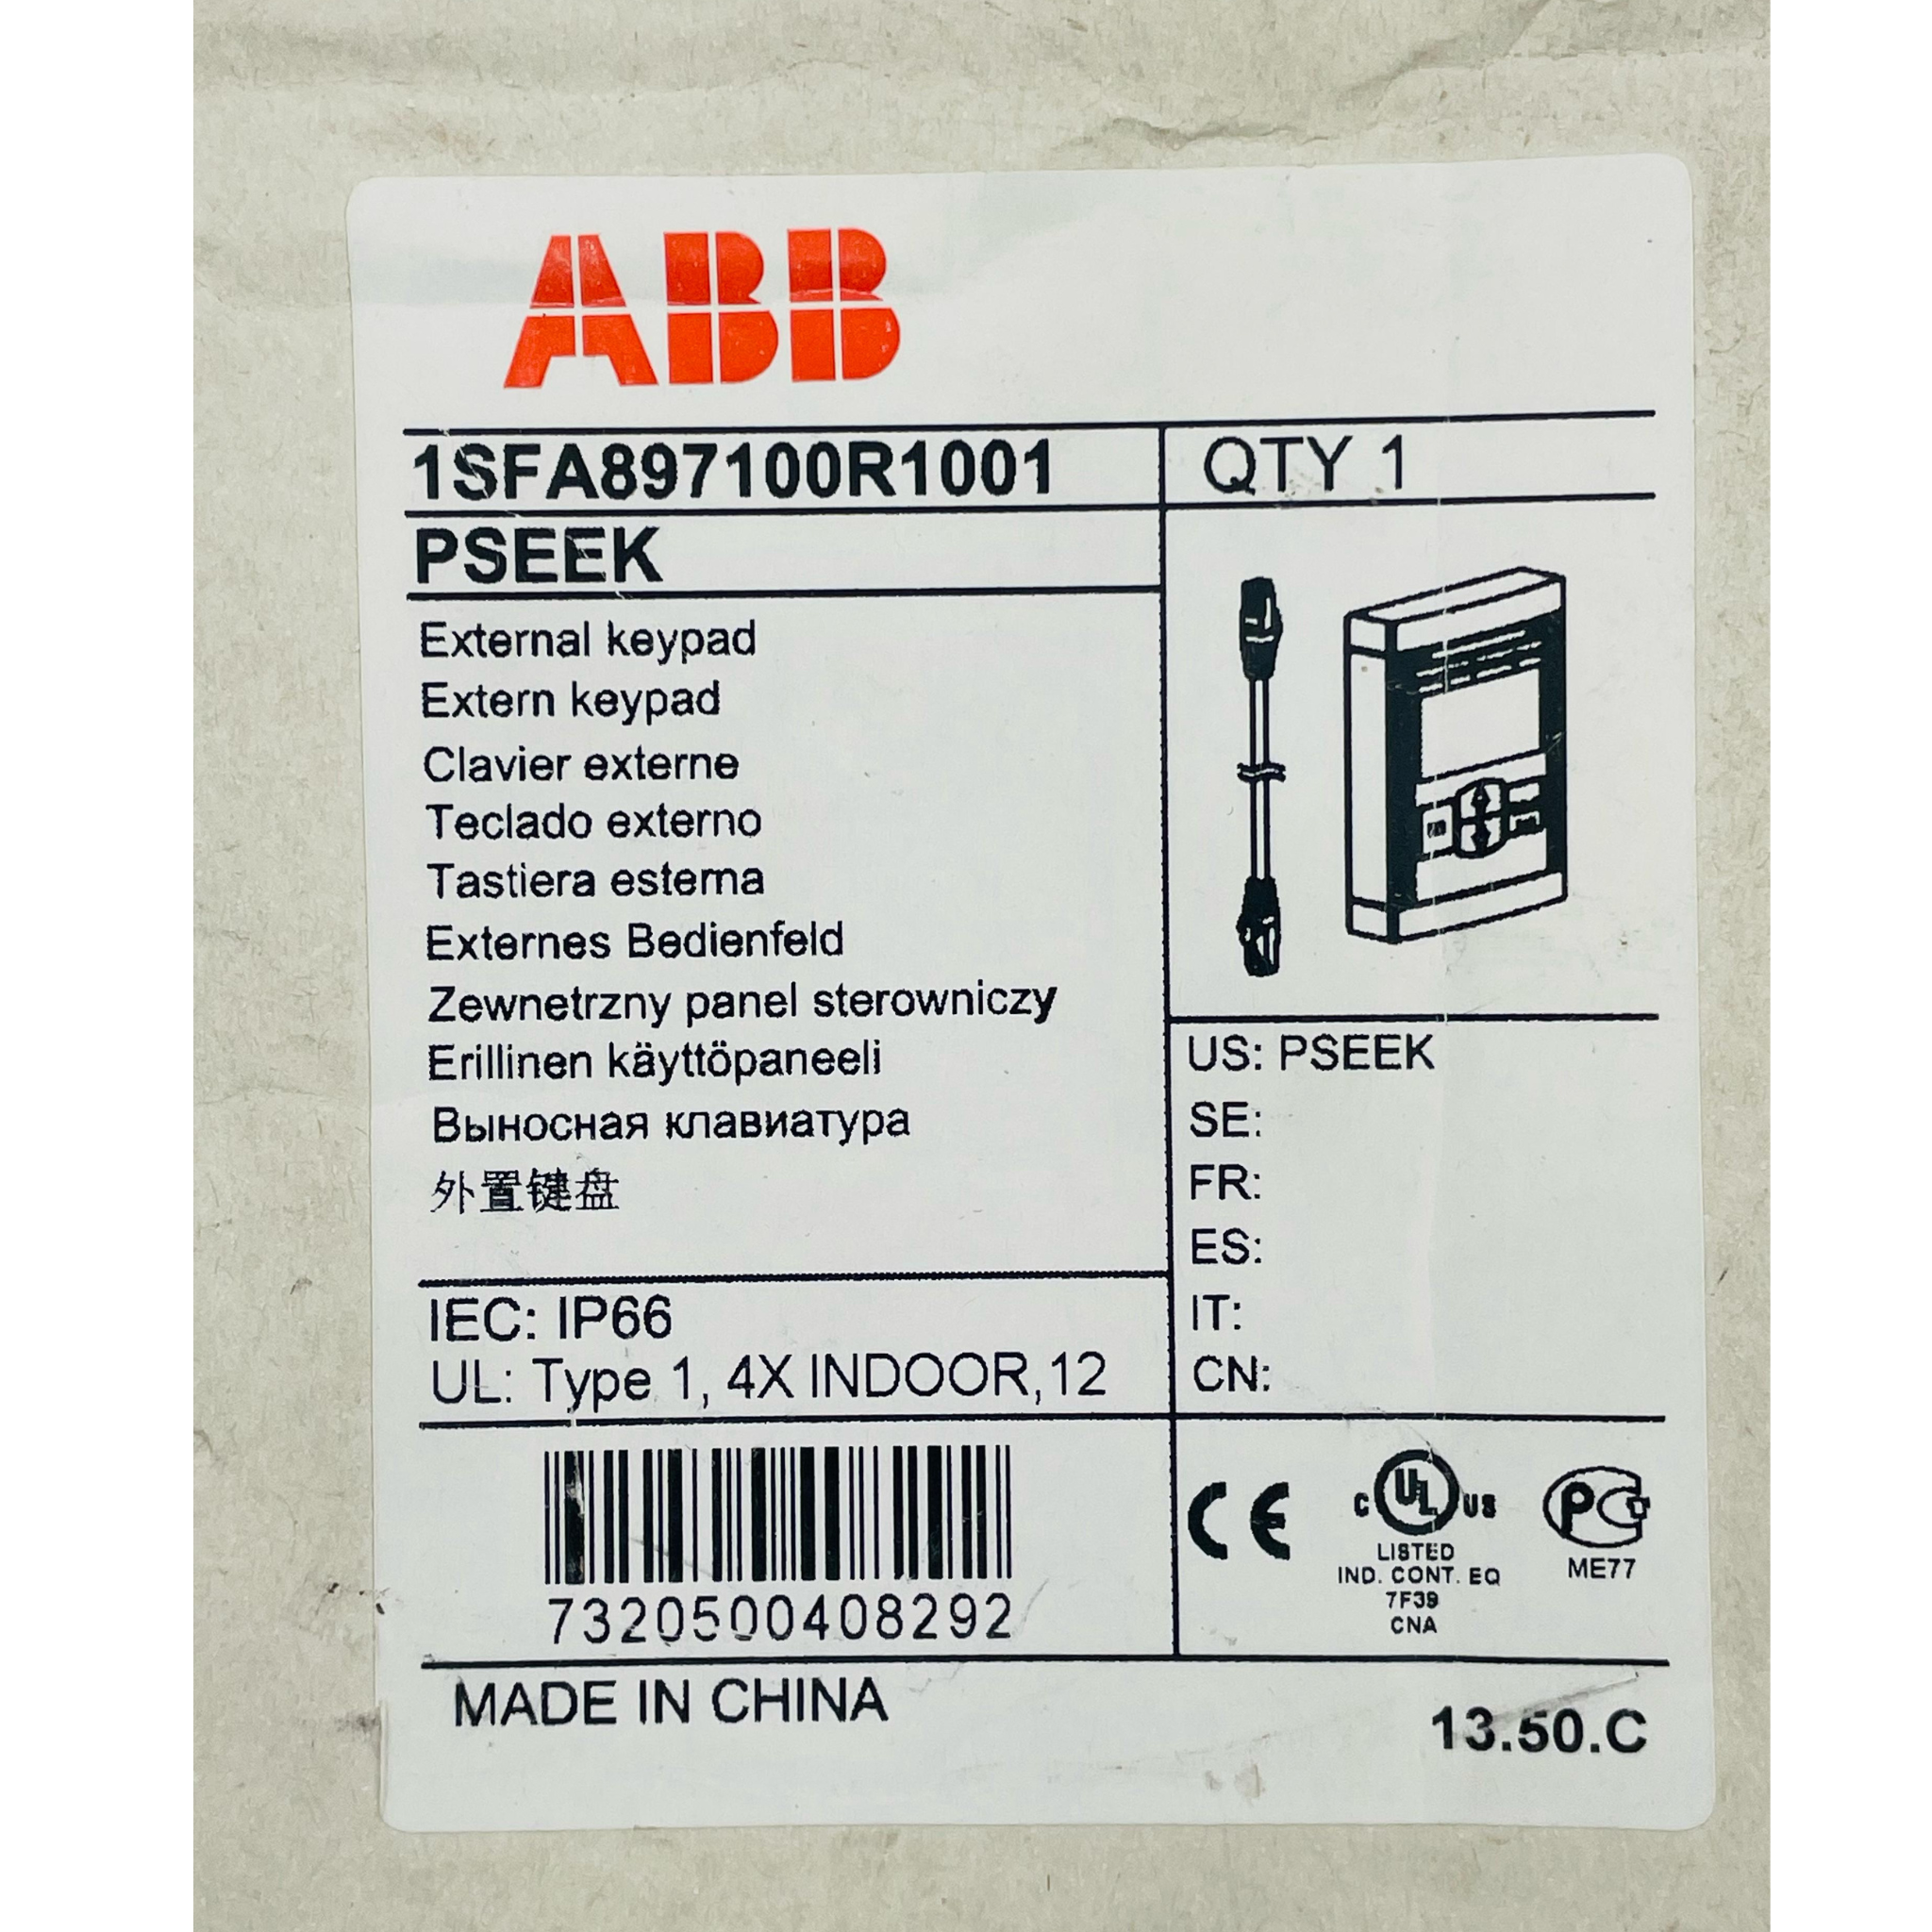 ABB
1SFA897100R1001
QTY 1
PSEEK
External keypad
Extern keypad
Clavier externe
Teclado externo
Tastiera esterna
Externes Bedienfeld
Zewnetrzny panel sterowniczy
Erillinen käyttöpaneeli
Выносная клавиатура
外置键盘
US: PSEEK
SE:
FR:
ES:
IT:
CN:
IEC: IP66
UL: Type 1, 4X INDOOR,12
7320500408292
CE
C UL US
LISTED
IND. CONT. EQ
7F39
CNA
PC
ME77
MADE IN CHINA
13.50.C